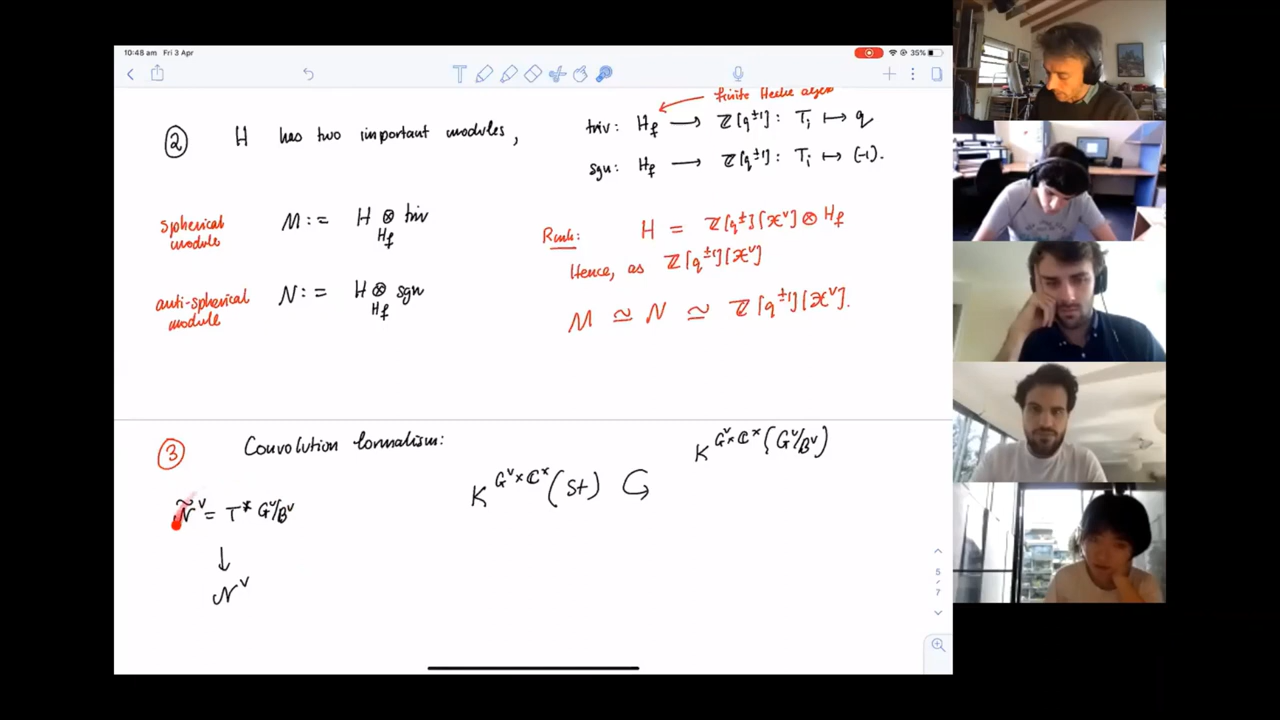 10:48 am Fri 3 Apr
35%
finite Hecke algebra
② H has two important modules,
triv: H_f → ℤ[q^{±1}] : T_i ↦ q
sgn: H_f → ℤ[q^{±1}] : T_i ↦ (-1).
spherical module
M := H ⊗_{H_f} triv
anti-spherical module
N := H ⊗_{H_f} sgn
Rmk: H = ℤ[q^{±}][𝒳^∨] ⊗ H_f
Hence, as ℤ[q^{±1}][𝒳^∨]
M ≃ N ≃ ℤ[q^{±1}][𝒳^∨].
③ Convolution formalism:
K^{G^∨×ℂ^×}(G^∨/B^∨)
K^{G^∨×ℂ^×}(St)
Ñ^∨ = T* G^∨/B^∨
↓
N^∨
5
7